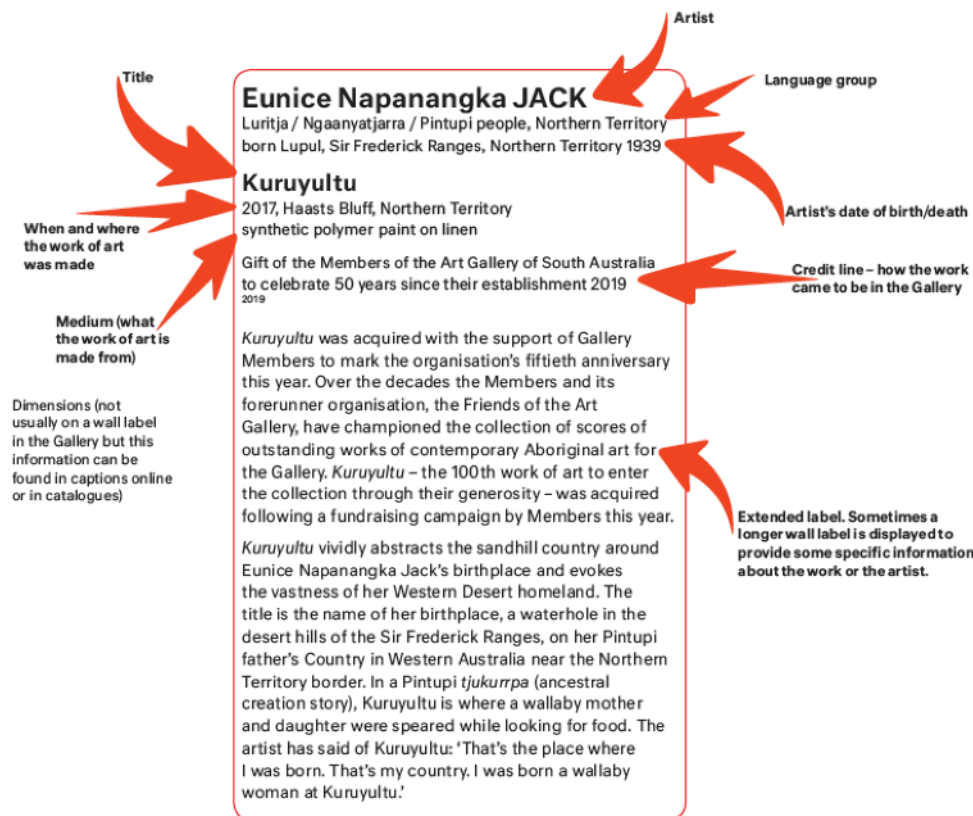 Artist
Title
Language group
Eunice Napanangka JACK
Luritja / Ngaanyatjarra / Pintupi people, Northern Territory
born Lupul, Sir Frederick Ranges, Northern Territory 1939
Kuruyultu
2017, Haasts Bluff, Northern Territory
synthetic polymer paint on linen
Artist's date of birth/death
When and where
the work of art
was made
Gift of the Members of the Art Gallery of South Australia
to celebrate 50 years since their establishment 2019
2019
Credit line – how the work
came to be in the Gallery
Medium (what
the work of art is
made from)
Kuruyultu was acquired with the support of Gallery
Members to mark the organisation's fiftieth anniversary
this year. Over the decades the Members and its
forerunner organisation, the Friends of the Art
Gallery, have championed the collection of scores of
outstanding works of contemporary Aboriginal art for
the Gallery. Kuruyultu – the 100th work of art to enter
the collection through their generosity – was acquired
following a fundraising campaign by Members this year.
Dimensions (not
usually on a wall label
in the Gallery but this
information can be
found in captions online
or in catalogues)
Extended label. Sometimes a
longer wall label is displayed to
provide some specific information
about the work or the artist.
Kuruyultu vividly abstracts the sandhill country around
Eunice Napanangka Jack's birthplace and evokes
the vastness of her Western Desert homeland. The
title is the name of her birthplace, a waterhole in the
desert hills of the Sir Frederick Ranges, on her Pintupi
father's Country in Western Australia near the Northern
Territory border. In a Pintupi tjukurrpa (ancestral
creation story), Kuruyultu is where a wallaby mother
and daughter were speared while looking for food. The
artist has said of Kuruyultu: 'That's the place where
I was born. That's my country. I was born a wallaby
woman at Kuruyultu.'